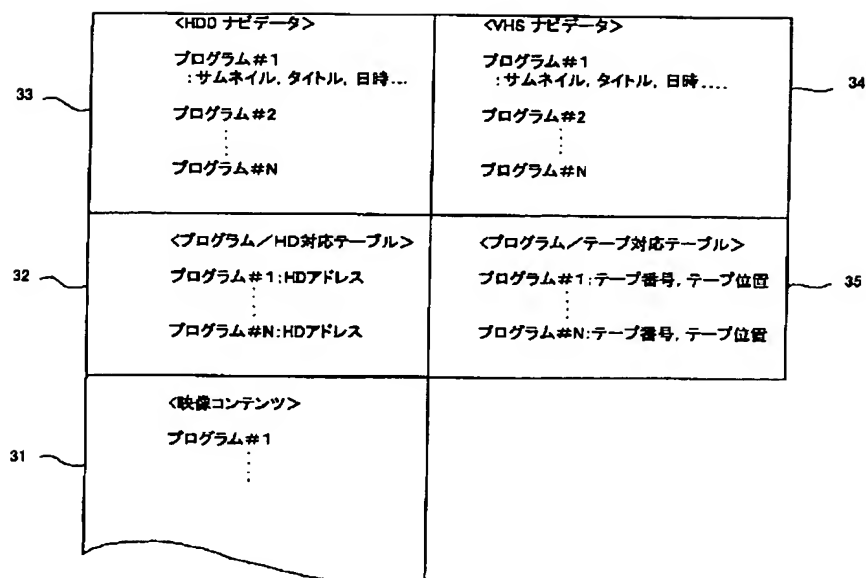 <HDD ナビデータ>
プログラム#1
:サムネイル, タイトル, 日時...
プログラム#2
プログラム#N
33
<VHS ナビデータ>
プログラム#1
:サムネイル, タイトル, 日時....
プログラム#2
プログラム#N
34
<プログラム/HD対応テーブル>
プログラム#1:HDアドレス
プログラム#N:HDアドレス
32
<プログラム/テープ対応テーブル>
プログラム#1:テープ番号, テープ位置
プログラム#N:テープ番号, テープ位置
35
<映像コンテンツ>
プログラム#1
31